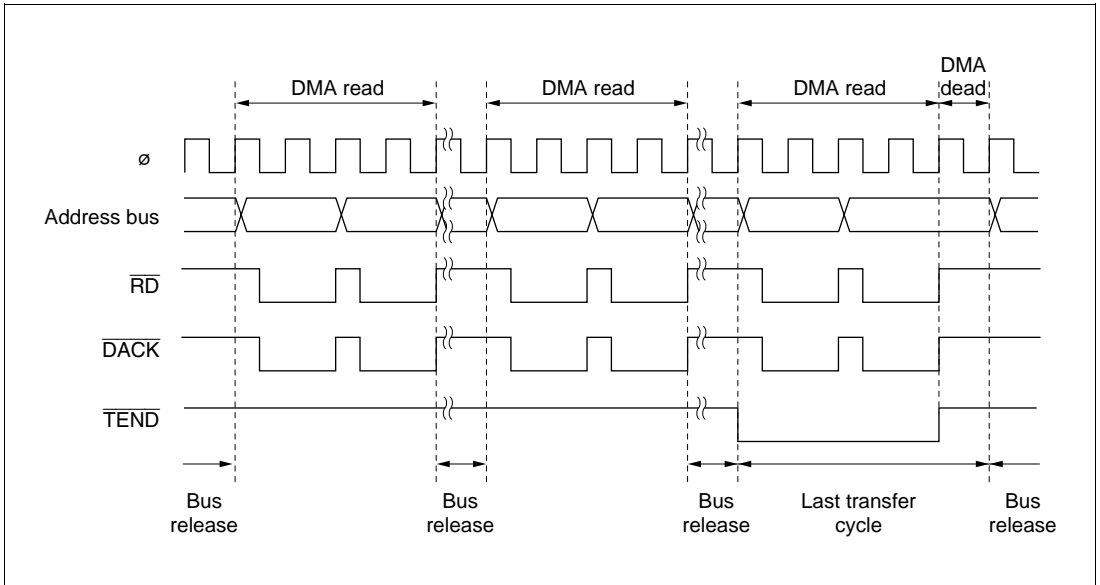 DMA read
DMA read
DMA read
DMA
dead
ø
Address bus
RD
DACK
TEND
Bus
release
Bus
release
Bus
release
Last transfer
cycle
Bus
release